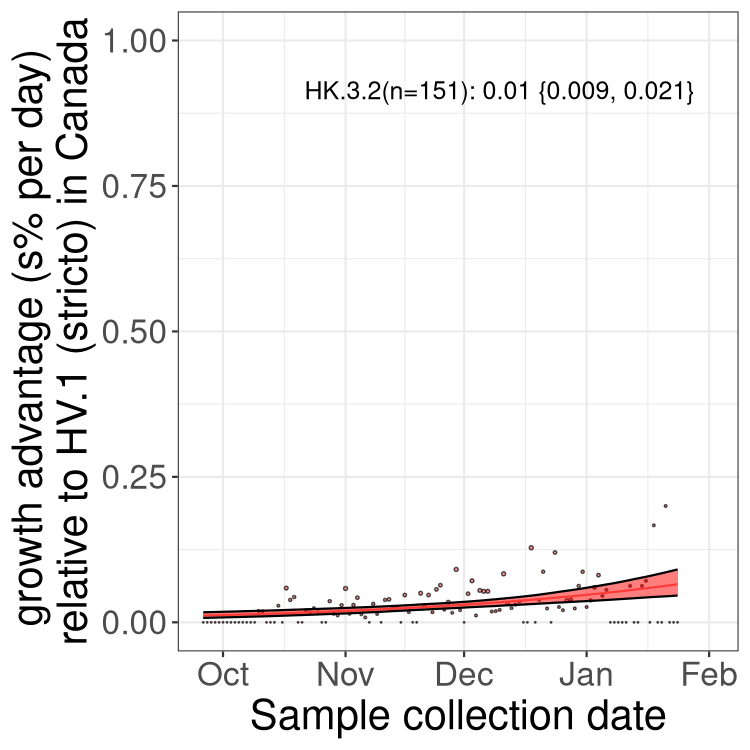 growth advantage (s% per day)
relative to HV.1 (stricto) in Canada
1.00
0.75
0.50
0.25
0.00
HK.3.2(n=151): 0.01 {0.009, 0.021}
Oct Nov Dec Jan Feb
Sample collection date